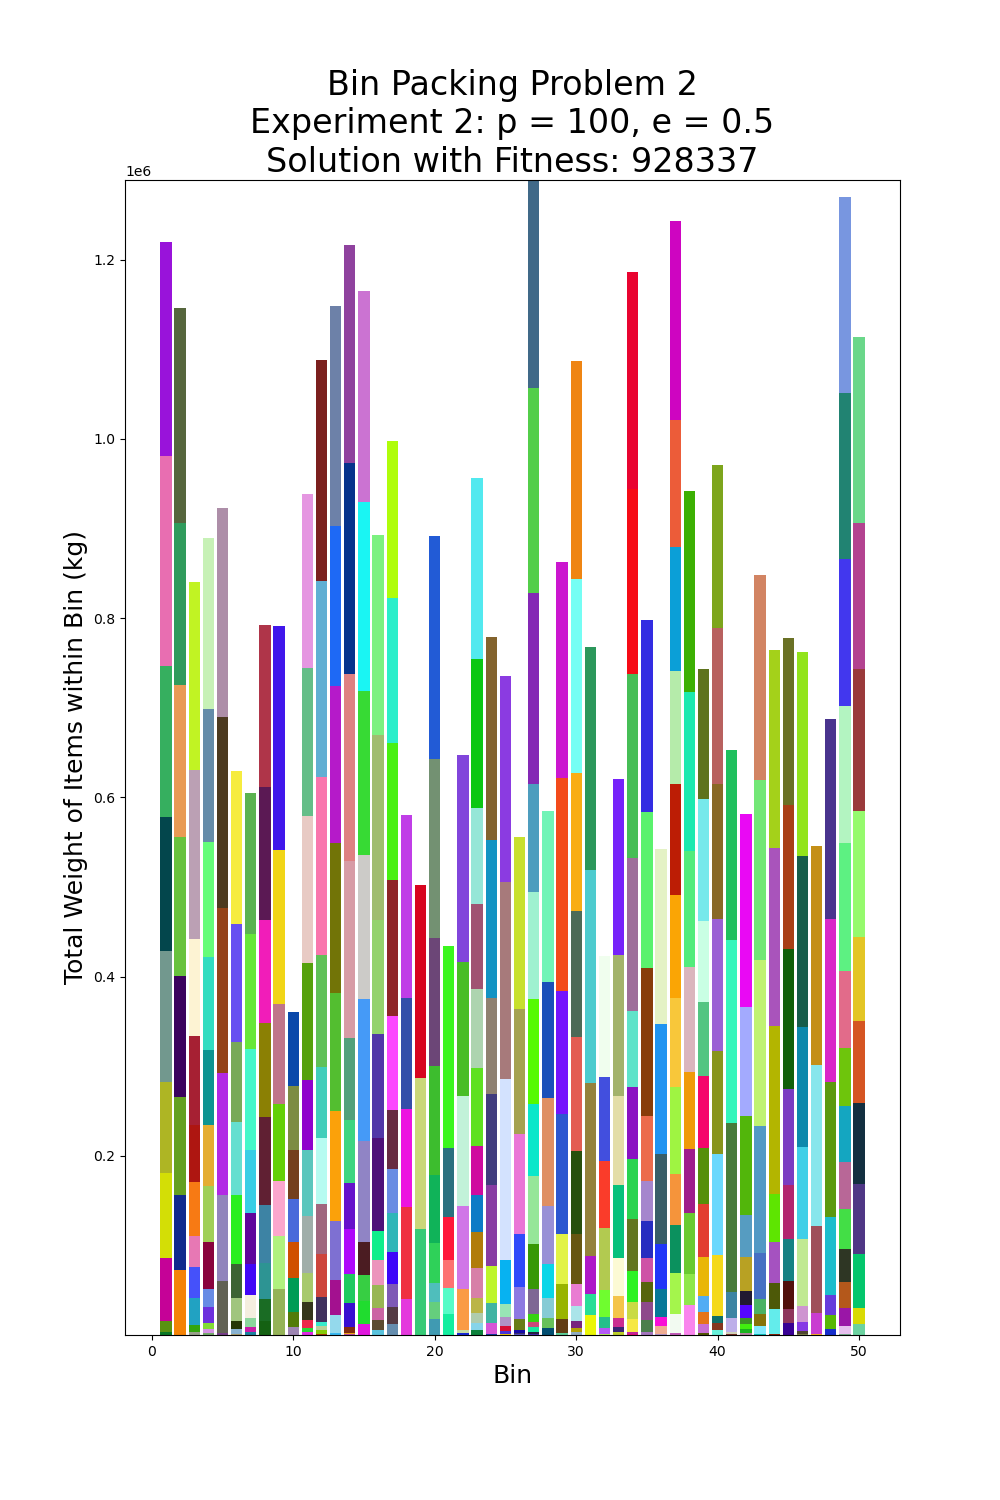 Bin Packing Problem 2
Experiment 2: p = 100, e = 0.5
Solution with Fitness: 928337
1e6
1.2
1.0
0.8
0.6
0.4
0.2
Total Weight of Items within Bin (kg)
0 10 20 30 40 50
Bin